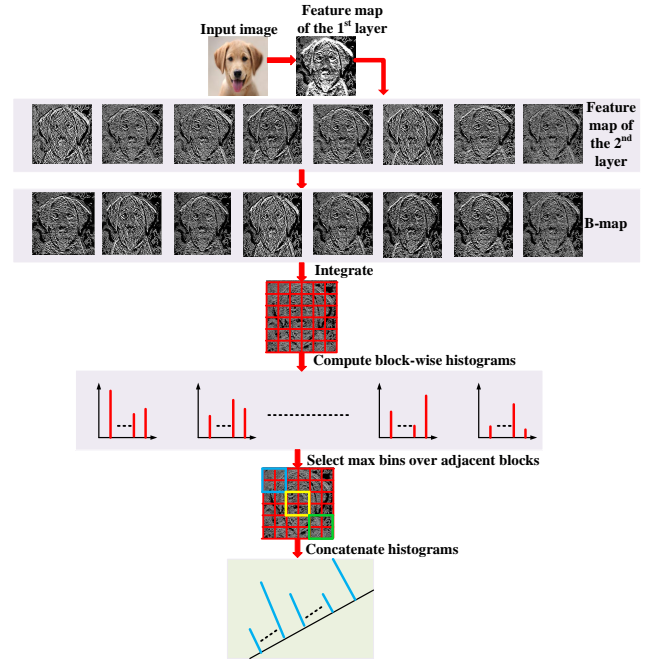 Input image
Feature map
of the 1st layer
Feature
map of
the 2nd
layer
B-map
Integrate
Compute block-wise histograms
Select max bins over adjacent blocks
Concatenate histograms